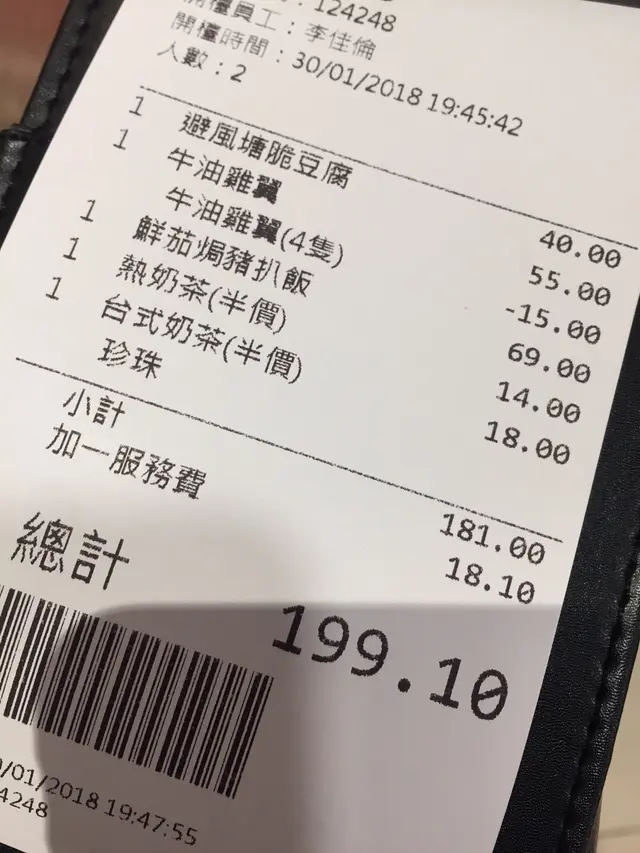 : 124248
開檯員工：李佳倫
開檯時間：30/01/2018 19:45:42
人數：2
1 避風塘脆豆腐 40.00
1 牛油雞翼 55.00
牛油雞翼(4隻) -15.00
1 鮮茄焗豬扒飯 69.00
1 熱奶茶(半價) 14.00
1 台式奶茶(半價) 18.00
珍珠
小計 181.00
加一服務費 18.10
總計 199.10
/01/2018 19:47:55
4248